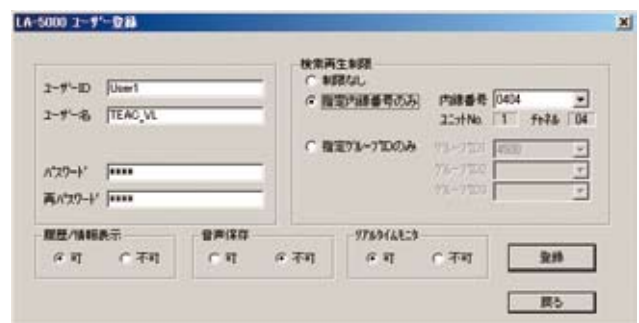 LA-5000 ユーザー登録
ユーザーID User1
ユーザー名 TEAC_VL
パスワード ****
再パスワード ****
検索再生制限
制限なし
指定内線番号のみ 内線番号 0404
ユニットNo. 1 チャネル 04
指定グループIDのみ グループID1 4500
グループID2
グループID3
履歴/情報表示
可 不可
音声保存
可 不可
リアルタイムモニタ
可 不可
登録
戻る